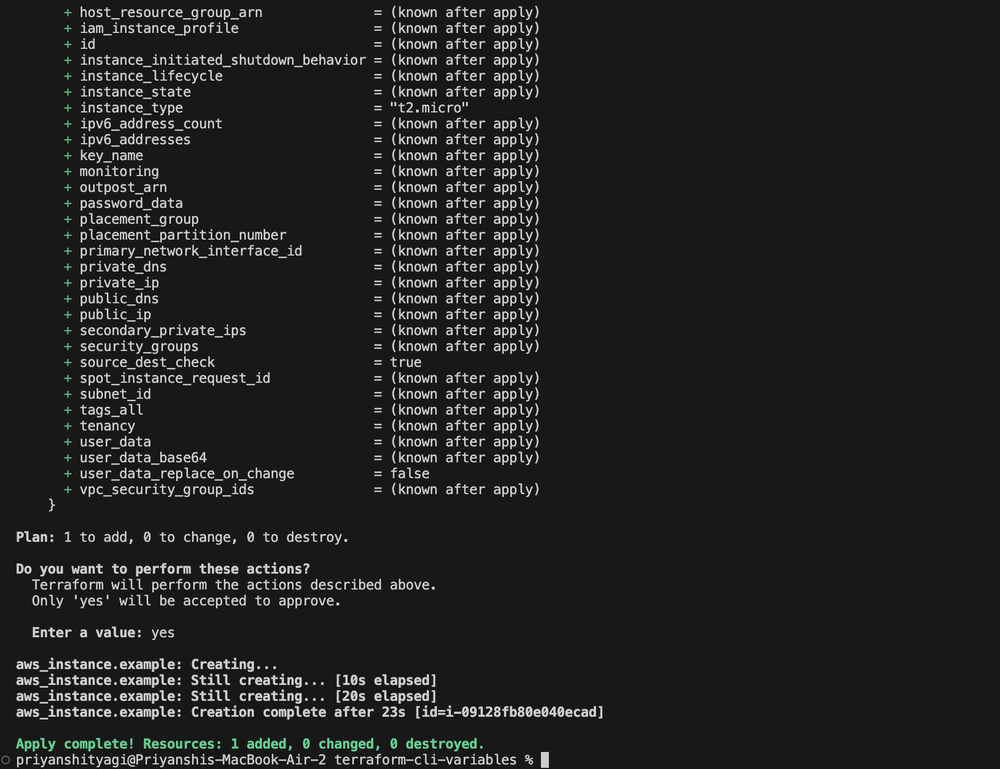 + host_resource_group_arn              = (known after apply)
+ iam_instance_profile                 = (known after apply)
+ id                                   = (known after apply)
+ instance_initiated_shutdown_behavior = (known after apply)
+ instance_lifecycle                   = (known after apply)
+ instance_state                       = (known after apply)
+ instance_type                        = "t2.micro"
+ ipv6_address_count                   = (known after apply)
+ ipv6_addresses                       = (known after apply)
+ key_name                             = (known after apply)
+ monitoring                           = (known after apply)
+ outpost_arn                          = (known after apply)
+ password_data                        = (known after apply)
+ placement_group                      = (known after apply)
+ placement_partition_number           = (known after apply)
+ primary_network_interface_id         = (known after apply)
+ private_dns                          = (known after apply)
+ private_ip                           = (known after apply)
+ public_dns                           = (known after apply)
+ public_ip                            = (known after apply)
+ secondary_private_ips                = (known after apply)
+ security_groups                      = (known after apply)
+ source_dest_check                    = true
+ spot_instance_request_id             = (known after apply)
+ subnet_id                            = (known after apply)
+ tags_all                             = (known after apply)
+ tenancy                              = (known after apply)
+ user_data                            = (known after apply)
+ user_data_base64                     = (known after apply)
+ user_data_replace_on_change          = false
+ vpc_security_group_ids               = (known after apply)
}
Plan: 1 to add, 0 to change, 0 to destroy.
Do you want to perform these actions?
Terraform will perform the actions described above.
Only 'yes' will be accepted to approve.
Enter a value: yes
aws_instance.example: Creating...
aws_instance.example: Still creating... [10s elapsed]
aws_instance.example: Still creating... [20s elapsed]
aws_instance.example: Creation complete after 23s [id=i-09128fb80e040ecad]
Apply complete! Resources: 1 added, 0 changed, 0 destroyed.
priyanshityagi@Priyanshis-MacBook-Air-2 terraform-cli-variables %